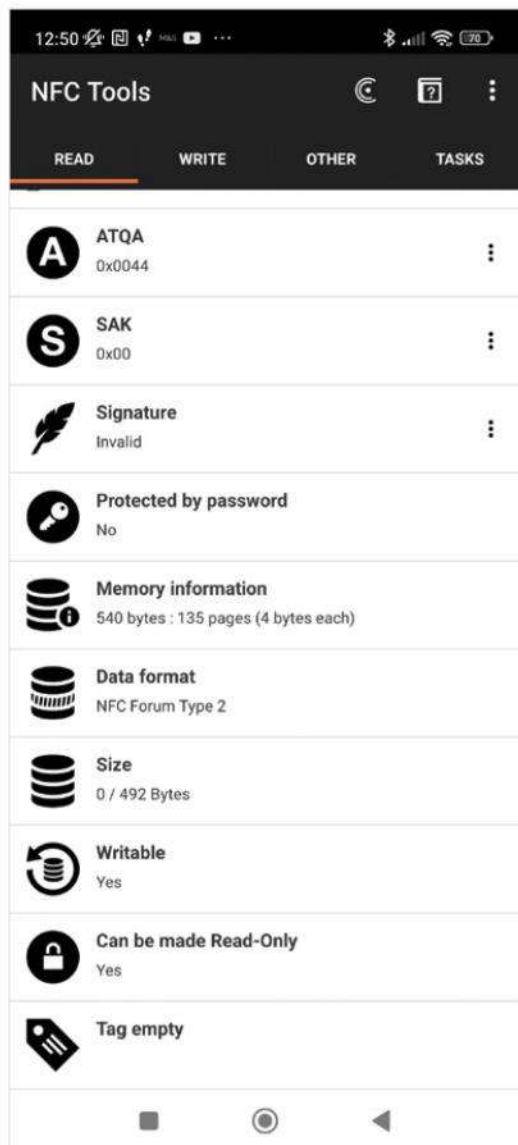 12:50 M&S ... 70
NFC Tools
READ WRITE OTHER TASKS
ATQA
0x0044
SAK
0x00
Signature
Invalid
Protected by password
No
Memory information
540 bytes : 135 pages (4 bytes each)
Data format
NFC Forum Type 2
Size
0 / 492 Bytes
Writable
Yes
Can be made Read-Only
Yes
Tag empty